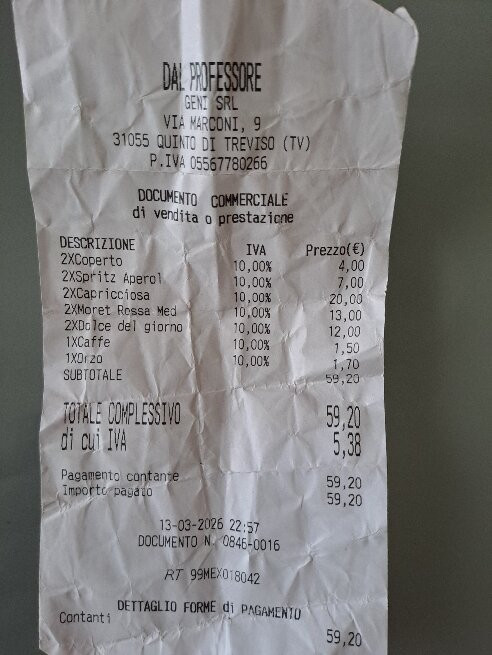 DAL PROFESSORE
GENI SRL
VIA MARCONI, 9
31055 QUINTO DI TREVISO (TV)
P.IVA 05567780266
DOCUMENTO COMMERCIALE
di vendita o prestazione
DESCRIZIONE IVA Prezzo(€)
2XCoperto 10,00% 4,00
2XSpritz Aperol 10,00% 7,00
2XCapricciosa 10,00% 20,00
2XMoret Rossa Med 10,00% 13,00
2XDolce del giorno 10,00% 12,00
1XCaffe 10,00% 1,50
1XOrzo 10,00% 1,70
SUBTOTALE 59,20
TOTALE COMPLESSIVO 59,20
di cui IVA 5,38
Pagamento contante 59,20
Importo pagato 59,20
13-03-2026 22:57
DOCUMENTO N. 0846-0016
RT 99MEX018042
DETTAGLIO FORME di PAGAMENTO
Contanti 59,20